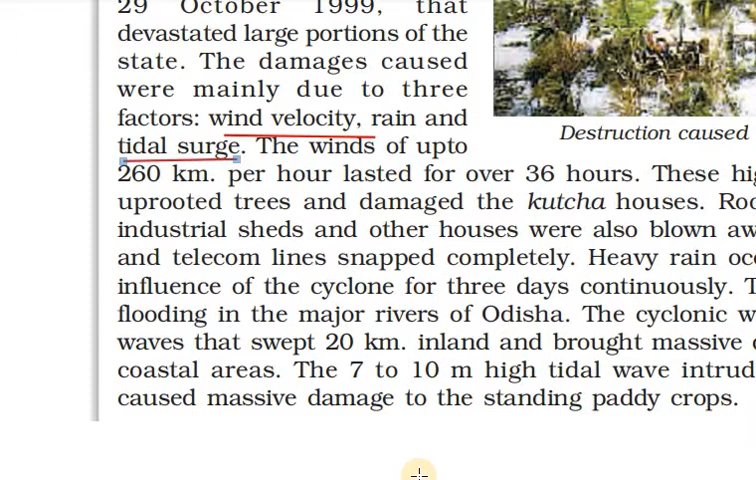 29 October 1999, that
devastated large portions of the
state. The damages caused
were mainly due to three
factors: wind velocity, rain and
tidal surge. The winds of upto
Destruction caused
260 km. per hour lasted for over 36 hours. These
uprooted trees and damaged the kutcha houses.
industrial sheds and other houses were also blown
and telecom lines snapped completely. Heavy rain
influence of the cyclone for three days continuously.
flooding in the major rivers of Odisha. The cyclonic
waves that swept 20 km. inland and brought massive
coastal areas. The 7 to 10 m high tidal wave
caused massive damage to the standing paddy crops.